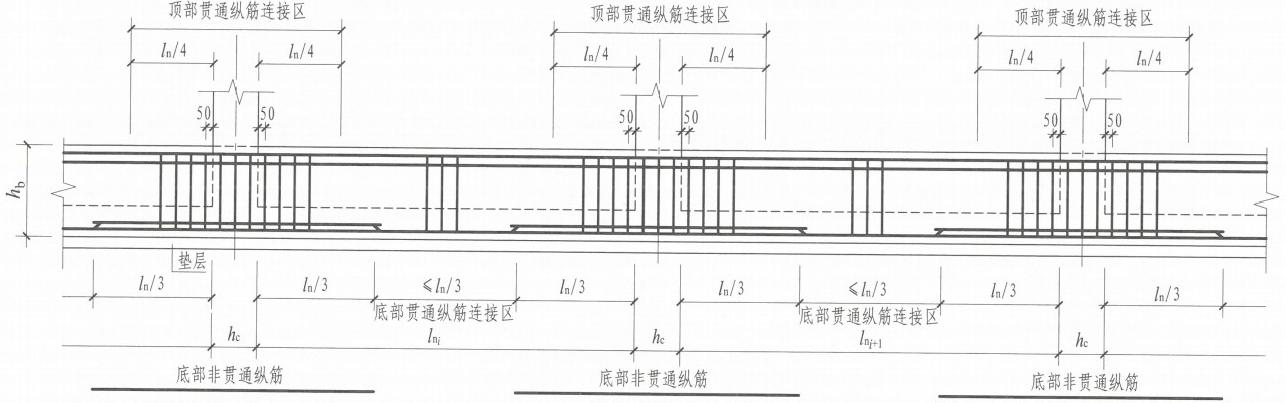 顶部贯通纵筋连接区 顶部贯通纵筋连接区 顶部贯通纵筋连接区
ln/4 ln/4 ln/4 ln/4 ln/4 ln/4
50 50 50 50 50 50
hb
垫层
ln/3 ln/3 ≤ln/3 ln/3 ln/3 ≤ln/3 ln/3 ln/3
底部贯通纵筋连接区 底部贯通纵筋连接区
hc lni hc lni+1 hc
底部非贯通纵筋 底部非贯通纵筋 底部非贯通纵筋